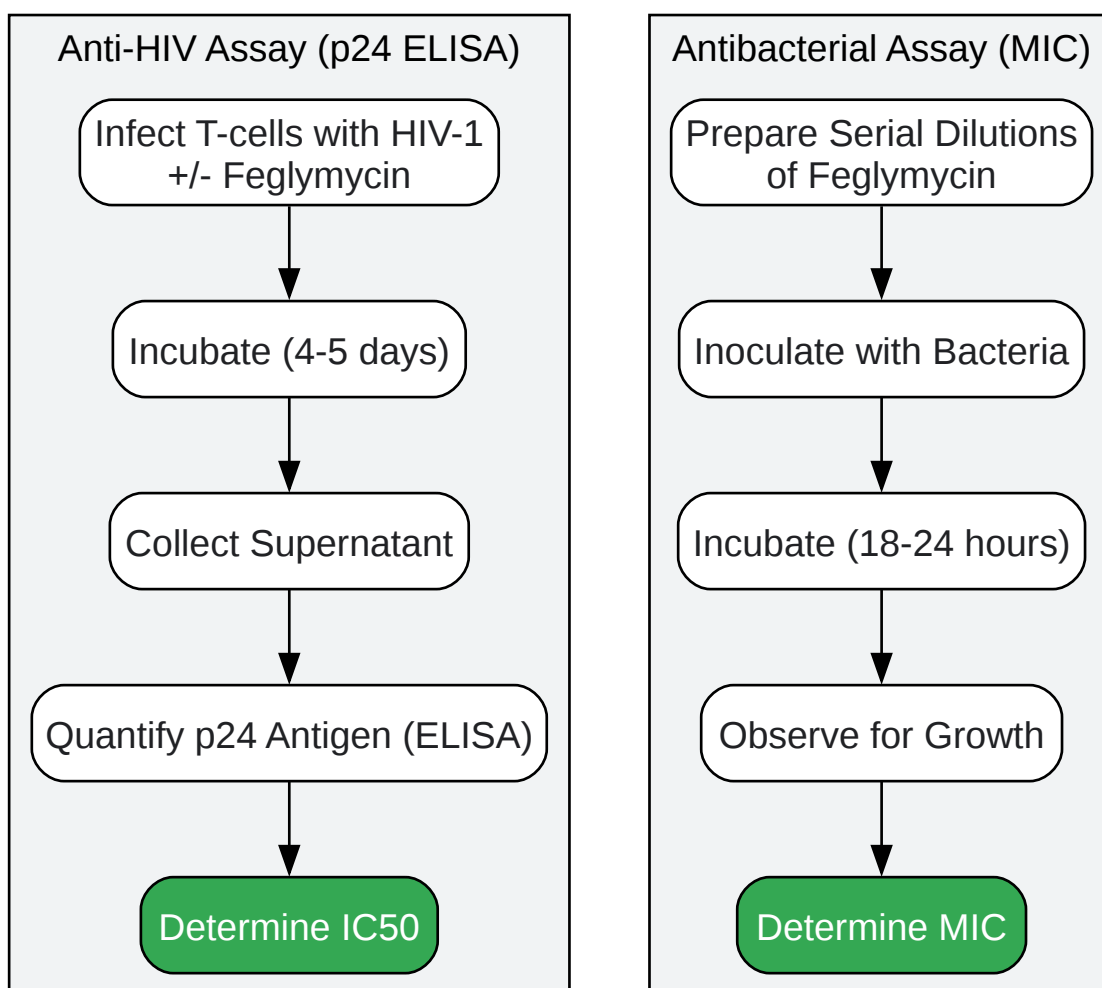 Anti-HIV Assay (p24 ELISA)
Infect T-cells with HIV-1
+/- Feglymycin
Incubate (4-5 days)
Collect Supernatant
Quantify p24 Antigen (ELISA)
Determine IC50
Antibacterial Assay (MIC)
Prepare Serial Dilutions
of Feglymycin
Inoculate with Bacteria
Incubate (18-24 hours)
Observe for Growth
Determine MIC